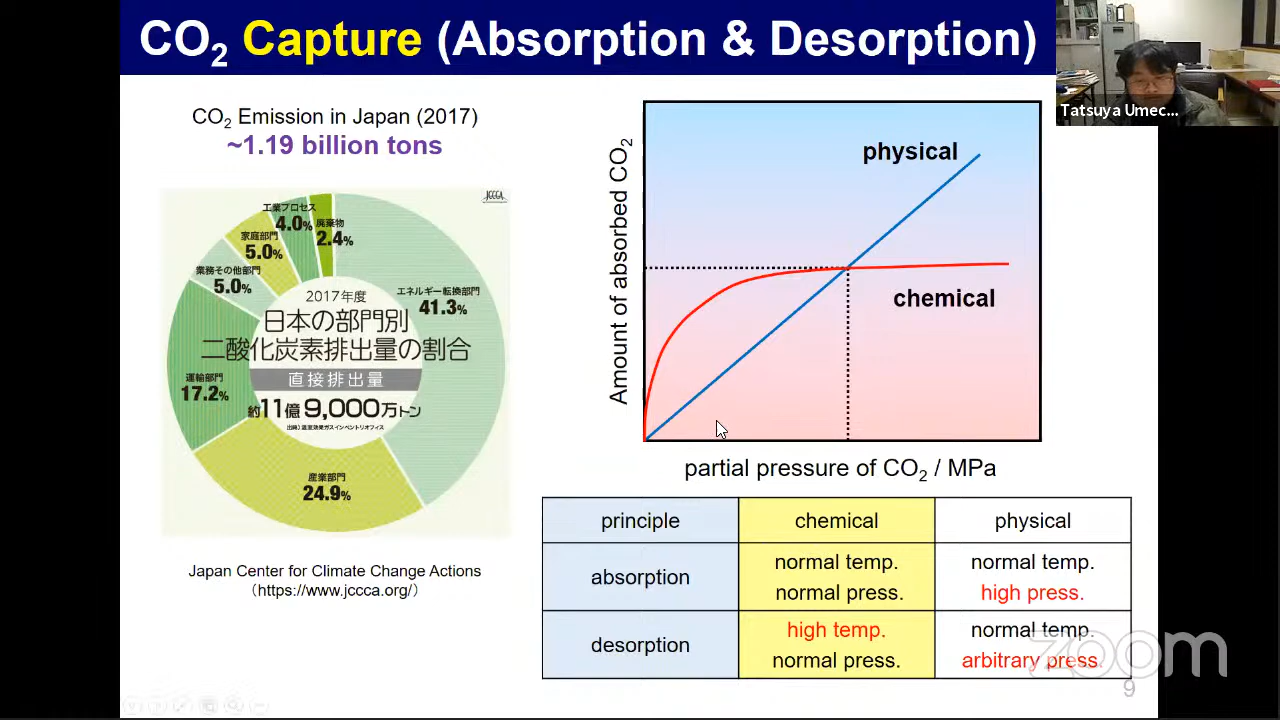 CO2 Capture (Absorption & Desorption)
Tatsuya Umec...
CO2 Emission in Japan (2017)
~1.19 billion tons
JCCCA
工業プロセス
4.0%
廃棄物
2.4%
家庭部門
5.0%
業務その他部門
5.0%
エネルギー転換部門
41.3%
運輸部門
17.2%
産業部門
24.9%
2017年度
日本の部門別
二酸化炭素排出量の割合
直接排出量
約11億9,000万トン
出典）温室効果ガスインベントリオフィス
Japan Center for Climate Change Actions
（https://www.jccca.org/）
Amount of absorbed CO2
physical
chemical
partial pressure of CO2 / MPa
principle
chemical
physical
absorption
normal temp.
normal press.
normal temp.
high press.
desorption
high temp.
normal press.
normal temp.
arbitrary press.
zoom
9